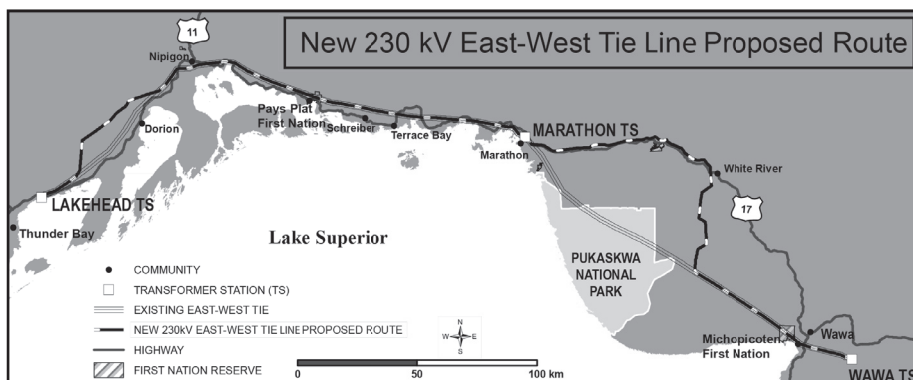 New 230 kV East-West Tie Line Proposed Route
11
Nipigon
Pays Plat
First Nation
Schreiber
Terrace Bay
Dorion
MARATHON TS
Marathon
White River
17
LAKEHEAD TS
Thunder Bay
Lake Superior
PUKASKWA
NATIONAL
PARK
COMMUNITY
TRANSFORMER STATION (TS)
EXISTING EAST-WEST TIE
NEW 230kV EAST-WEST TIE LINE PROPOSED ROUTE
HIGHWAY
FIRST NATION RESERVE
N
W
E
S
0
50
100 km
Michcpicoten
First Nation
Wawa
WAWA TS